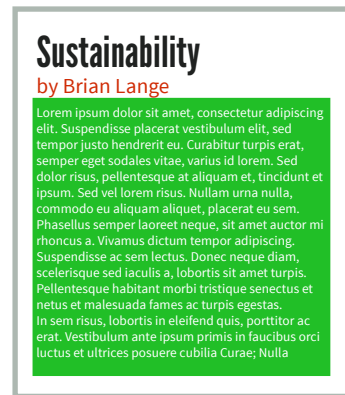 Sustainability
by Brian Lange
Lorem ipsum dolor sit amet, consectetur adipiscing
elit. Suspendisse placerat vestibulum elit, sed
tempor justo hendrerit eu. Curabitur turpis erat,
semper eget sodales vitae, varius id lorem. Sed
dolor risus, pellentesque at aliquam et, tincidunt et
ipsum. Sed vel lorem risus. Nullam urna nulla,
commodo eu aliquam aliquet, placerat eu sem.
Phasellus semper laoreet neque, sit amet auctor mi
rhoncus a. Vivamus dictum tempor adipiscing.
Suspendisse ac sem lectus. Donec neque diam,
scelerisque sed iaculis a, lobortis sit amet turpis.
Pellentesque habitant morbi tristique senectus et
netus et malesuada fames ac turpis egestas.
In sem risus, lobortis in eleifend quis, porttitor ac
erat. Vestibulum ante ipsum primis in faucibus orci
luctus et ultrices posuere cubilia Curae; Nulla